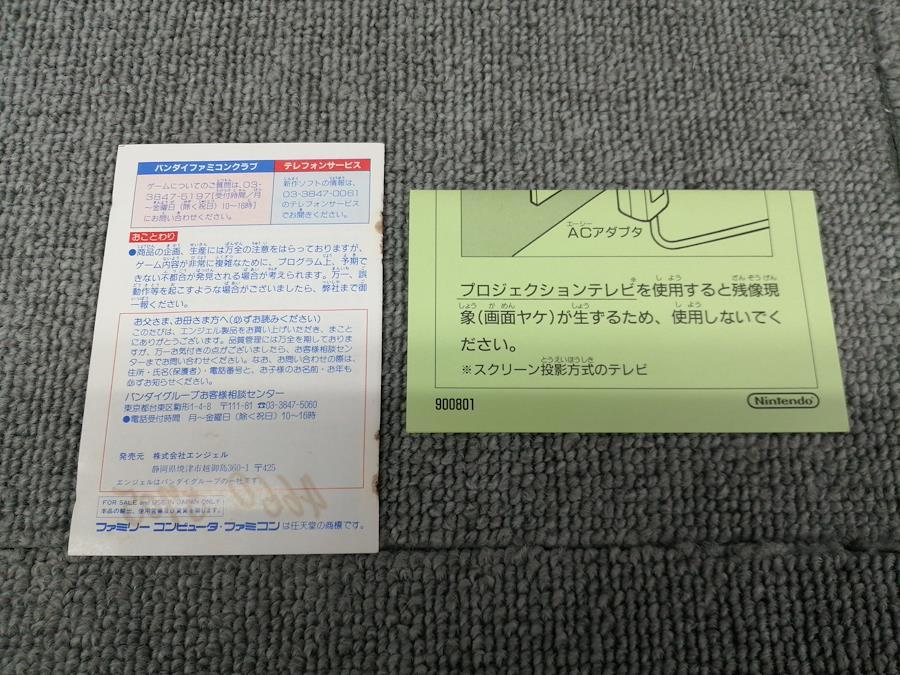 バンダイファミコンクラブ
ゲームについてのご質問は、03-
3847-5197[受付時間/月
〜金曜日(除く祝日)10〜16時]
にお問い合わせください。
テレフォンサービス
新作ソフトの情報は、
03-3847-0061
のテレフォンサービス
でお聞きください。
おことわり
●商品の企画、生産には万全の注意をはらっておりますが、
ゲーム内容が非常に複雑なために、プログラム上、予期で
きない不都合が発見される場合が考えられます。万一、誤
動作等を起こすような場合がございましたら、弊社まで御
一報ください。
お父さま、お母さま方へ(必ずお読みください)
このたびは、エンジェル製品をお買い上げいただき、まこと
にありがとうございます。品質管理には万全を期しております
が、万一お気付きの点がございましたら、お客様相談セン
ターまでお問い合わせください。なお、お問い合わせの際は、
住所・氏名(保護者)・電話番号と、お子様のお名前・お年も
必ずお知らせください。
バンダイグループお客様相談センター
東京都台東区駒形1-4-8 〒111-81 ☎03-3847-5060
●電話受付時間 月〜金曜日(除く祝日)10〜16時
発売元 株式会社エンジェル
静岡県焼津市越御島360-1 〒425
エンジェルはバンダイグループの一社です。
FOR SALE and USE IN JAPAN ONLY
本品の輸出、使用営業及び賃貸を禁じます。
ファミリーコンピュータ・ファミコンは任天堂の商標です。
エーシー
ACアダプタ
プロジェクションテレビを使用すると残像現
象(画面ヤケ)が生ずるため、使用しないでく
ださい。
※スクリーン投影方式のテレビ
900801
Nintendo